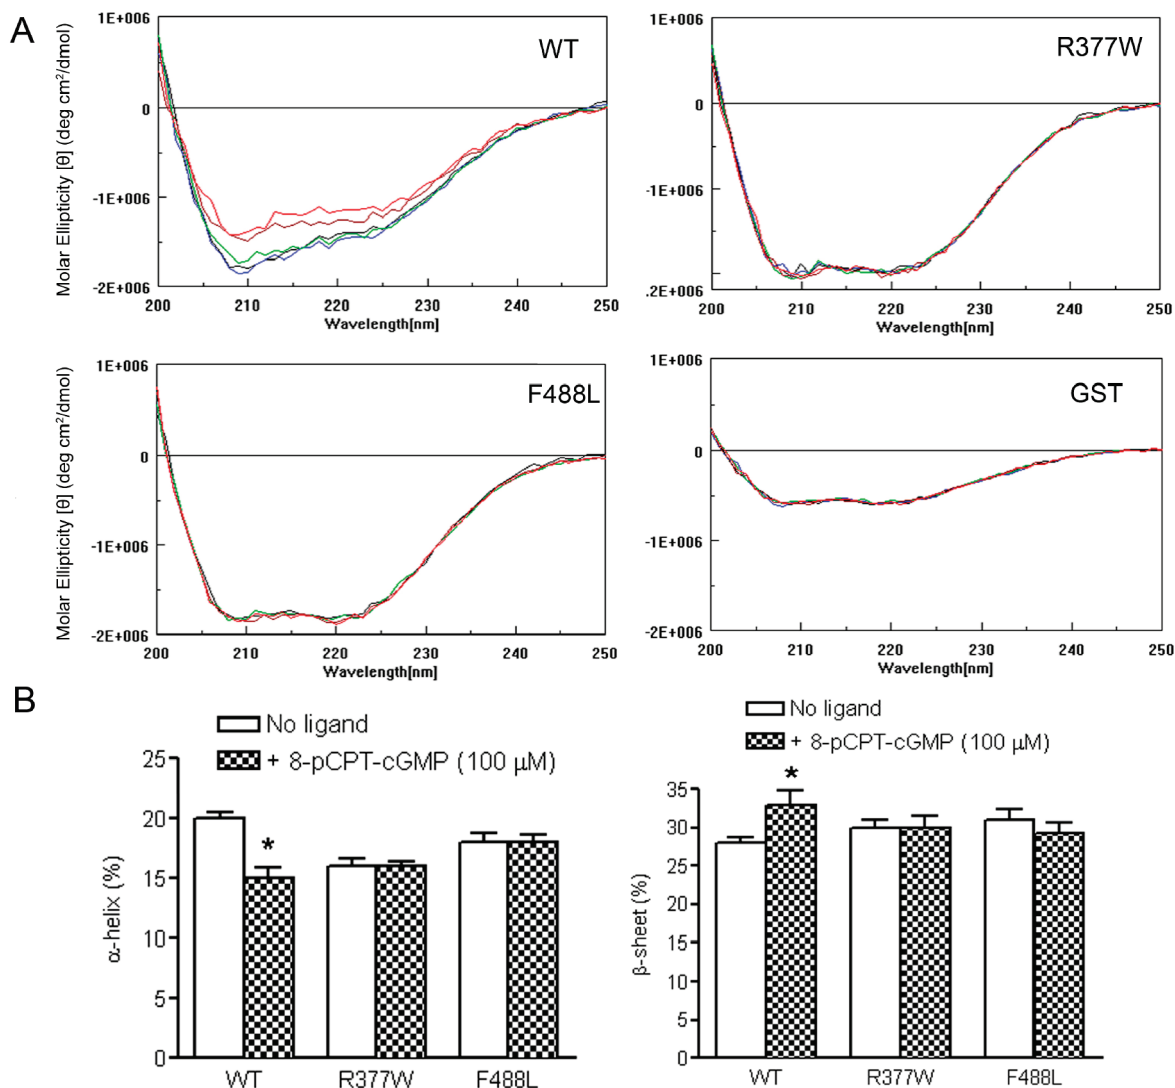 A
WT
1E+006
0
-1E+006
-2E+006
Molar Ellipticity [θ] (deg cm²/dmol)
200 210 220 230 240 250
Wavelength[nm]
R377W
1E+006
0
-1E+006
.2E+006
200 210 220 230 240 250
Wavelength[nm]
F488L
1E+006
0
-1E+006
-2E+006
Molar Ellipticity [θ] (deg cm²/dmol)
200 210 220 230 240 250
Wavelength[nm]
GST
1E+006
0
-1E+006
-2E+006
200 210 220 230 240 250
Wavelength[nm]
B
No ligand
+ 8-pCPT-cGMP (100 μM)
25
20
15
10
5
0
α-helix (%)
*
WT R377W F488L
No ligand
+ 8-pCPT-cGMP (100 μM)
35
30
25
20
15
10
5
0
β-sheet (%)
*
WT R377W F488L